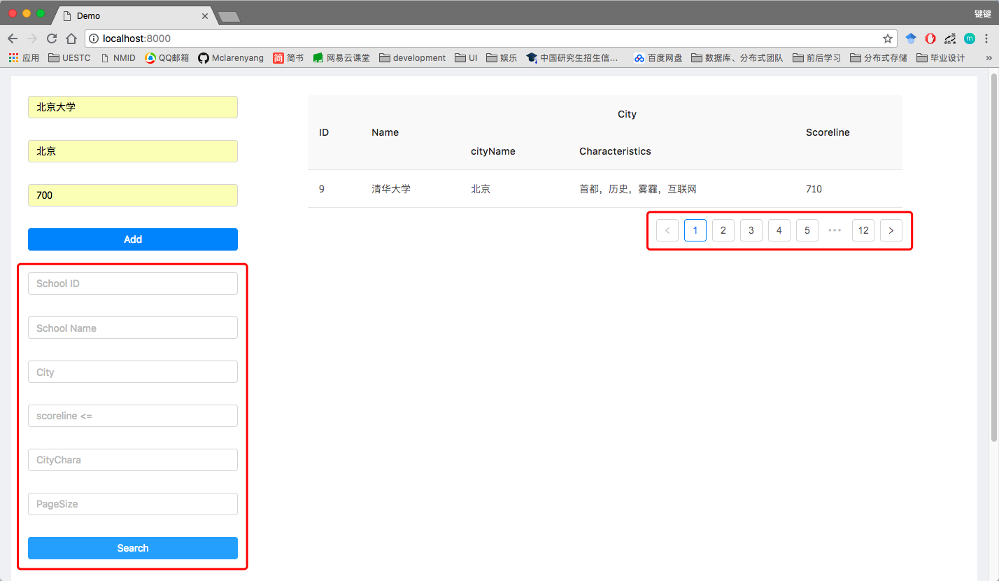 Demo
键键
localhost:8000
应用 UESTC NMID QQ邮箱 Mclarenyang 简书 网易云课堂 development UI 娱乐 中国研究生招生信… 百度网盘 数据库、分布式团队 前后学习 分布式存储 毕业设计 »
北京大学
北京
700
Add
School ID
School Name
City
scoreline <=
CityChara
PageSize
Search
City
ID Name Scoreline
cityName Characteristics
9 清华大学 北京 首都，历史，雾霾，互联网 710
< 1 2 3 4 5 ••• 12 >